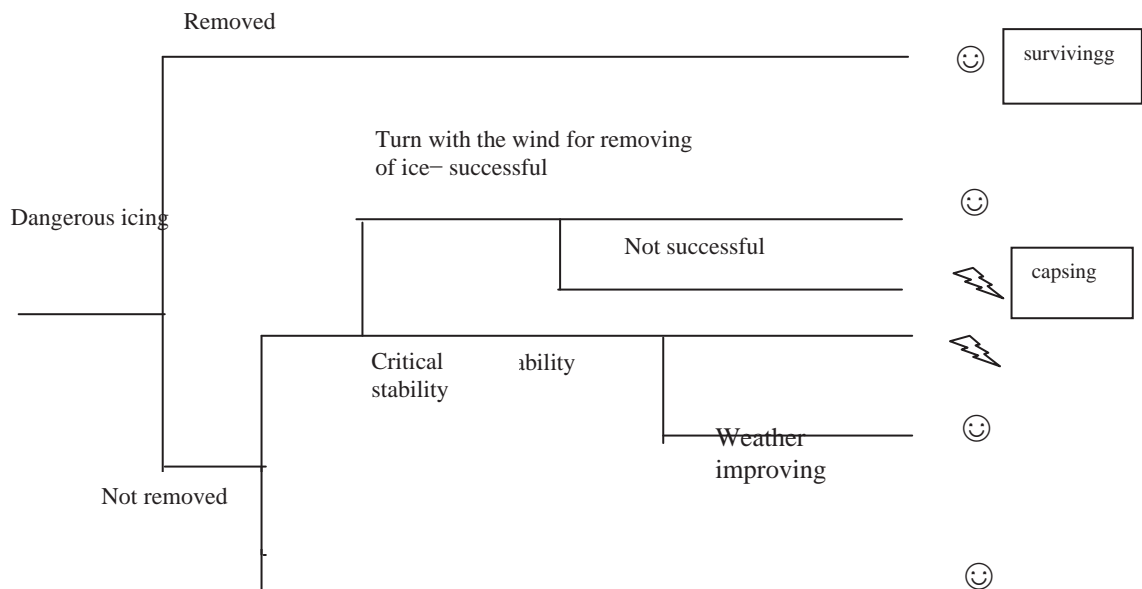 Removed
survivingg
Turn with the wind for removing
of ice− successful
Dangerous icing
Not successful
capsing
Critical
stability
ability
Weather
improving
Not removed